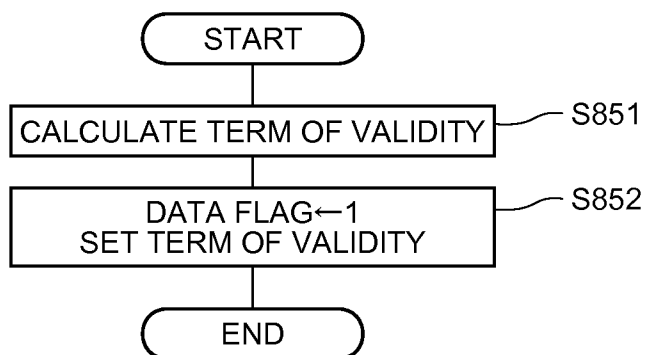 START
CALCULATE TERM OF VALIDITY
S851
DATA FLAG←1
SET TERM OF VALIDITY
S852
END